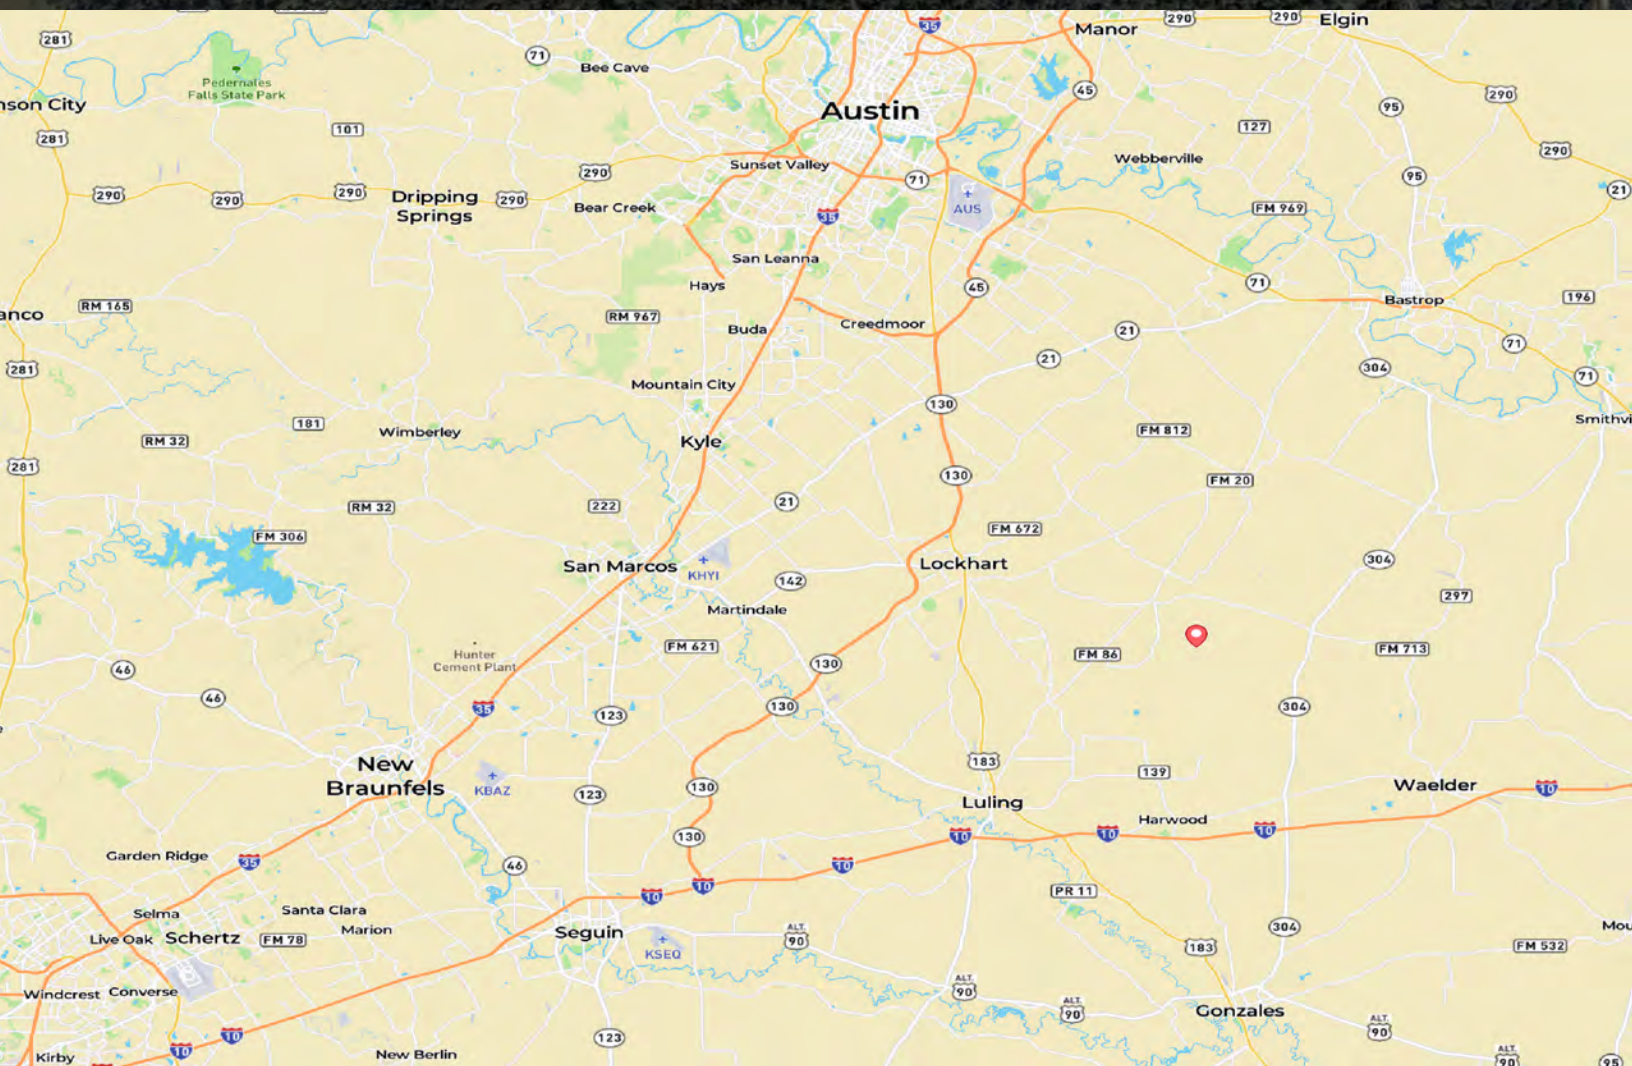 290
290
Elgin
35
Manor
281
71
Bee Cave
Pedernales
Falls State Park
nson City
45
290
95
Austin
101
127
281
290
Webberville
Sunset Valley
290
71
95
290
290
290
Dripping
Springs
290
21
Bear Creek
35
AUS
FM 969
San Leanna
Hays
45
71
RM 165
196
Bastrop
anco
RM 967
Buda
Creedmoor
21
21
71
281
304
71
Mountain City
130
181
Smithvi
RM 32
Wimberley
FM 812
Kyle
281
130
FM 20
RM 32
222
21
FM 306
FM 672
San Marcos
KHYI
142
Lockhart
304
297
Martindale
FM 621
Hunter
Cement Plant
46
130
FM 86
FM 713
46
35
123
130
304
New
Braunfels
KBAZ
183
139
130
123
Waelder
10
Luling
Harwood
130
10
10
10
Garden Ridge
35
46
10
10
10
PR 11
Selma
Santa Clara
Marion
Live Oak
Schertz
FM 78
Seguin
KSEQ
ALT.
90
304
Mou
183
FM 532
Windcrest
Converse
ALT.
90
ALT.
90
Gonzales
ALT.
90
10
10
123
Kirby
New Berlin
ALT.
90
95